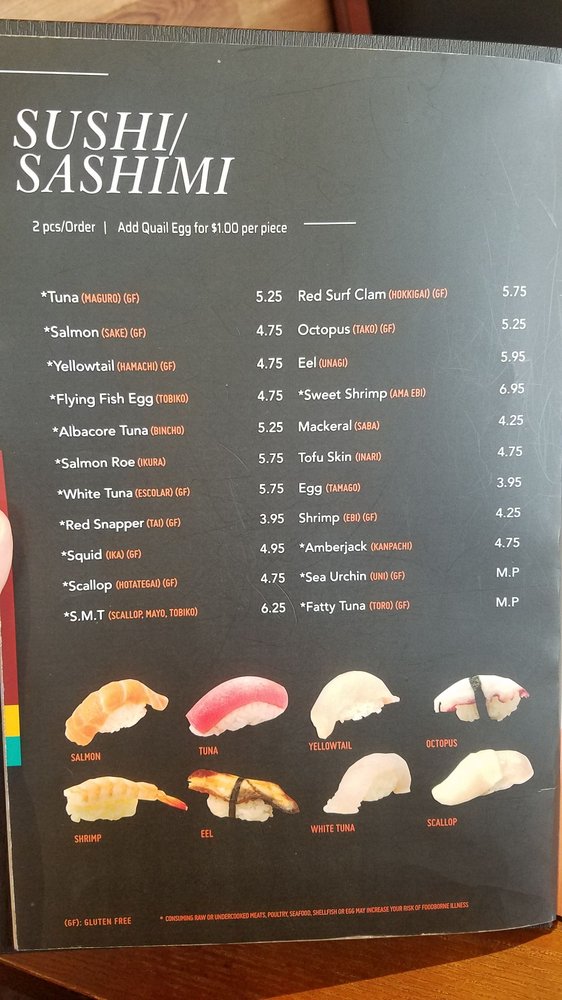 SUSHI/
SASHIMI
2 pcs/Order | Add Quail Egg for $1.00 per piece
*Tuna (MAGURO) (GF) 5.25
*Salmon (SAKE) (GF) 4.75
*Yellowtail (HAMACHI) (GF) 4.75
*Flying Fish Egg (TOBIKO) 4.75
*Albacore Tuna (BINCHO) 5.25
*Salmon Roe (IKURA) 5.75
*White Tuna (ESCOLAR) (GF) 5.75
*Red Snapper (TAI) (GF) 3.95
*Squid (IKA) (GF) 4.95
*Scallop (HOTATEGAI) (GF) 4.75
*S.M.T (SCALLOP, MAYO, TOBIKO) 6.25
Red Surf Clam (HOKKIGAI) (GF) 5.75
Octopus (TAKO) (GF) 5.25
Eel (UNAGI) 5.95
*Sweet Shrimp (AMA EBI) 6.95
Mackeral (SABA) 4.25
Tofu Skin (INARI) 4.75
Egg (TAMAGO) 3.95
Shrimp (EBI) (GF) 4.25
*Amberjack (KANPACHI) 4.75
*Sea Urchin (UNI) (GF) M.P
*Fatty Tuna (TORO) (GF) M.P
SALMON
TUNA
YELLOWTAIL
OCTOPUS
SHRIMP
EEL
WHITE TUNA
SCALLOP
(GF): GLUTEN FREE
* CONSUMING RAW OR UNDERCOOKED MEATS, POULTRY, SEAFOOD, SHELLFISH OR EGG MAY INCREASE YOUR RISK OF FOODBORNE ILLNESS